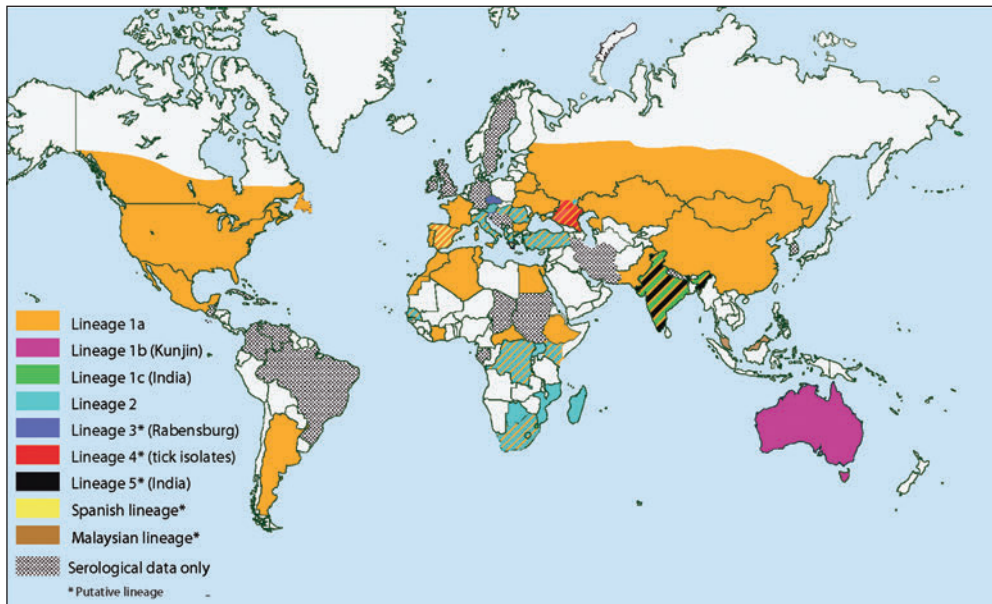 Lineage 1a
Lineage 1b (Kunjin)
Lineage 1c (India)
Lineage 2
Lineage 3* (Rabensburg)
Lineage 4* (tick isolates)
Lineage 5* (India)
Spanish lineage*
Malaysian lineage*
Serological data only
* Putative lineage